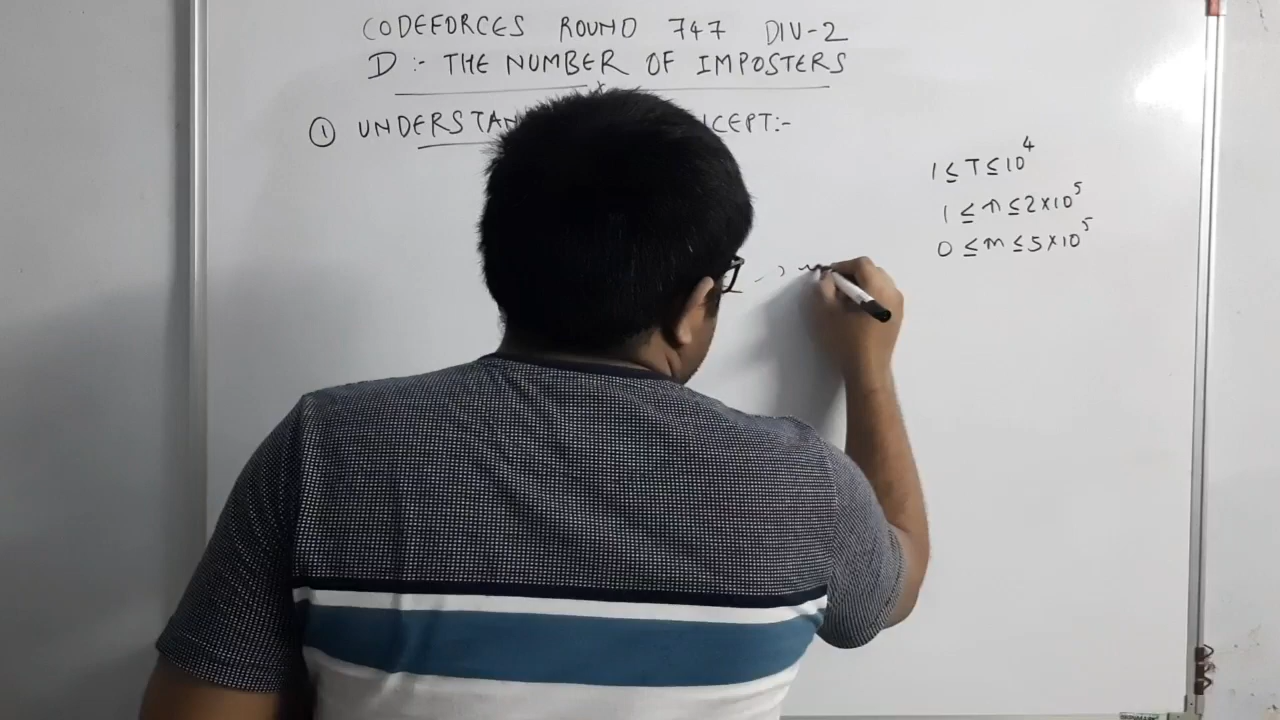 CODEFORCES ROUND 747 DIV-2
D :- THE NUMBER OF IMPOSTERS
① CEPT:-
1 ≤ T ≤ 10⁴
1 ≤ n ≤ 2×10⁵
0 ≤ m ≤ 5×10⁵